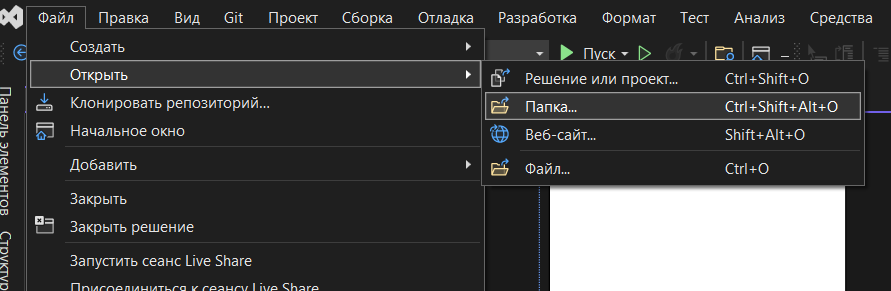 Файл Правка Вид Git Проект Сборка Отладка Разработка Формат Тест Анализ Средства
Пуск
Создать
Открыть
Клонировать репозиторий...
Начальное окно
Добавить
Закрыть
Закрыть решение
Запустить сеанс Live Share
Присоединиться к сеансу Live Share
Решение или проект... Ctrl+Shift+O
Папка... Ctrl+Shift+Alt+O
Веб-сайт... Shift+Alt+O
Файл... Ctrl+O
Панель элементов